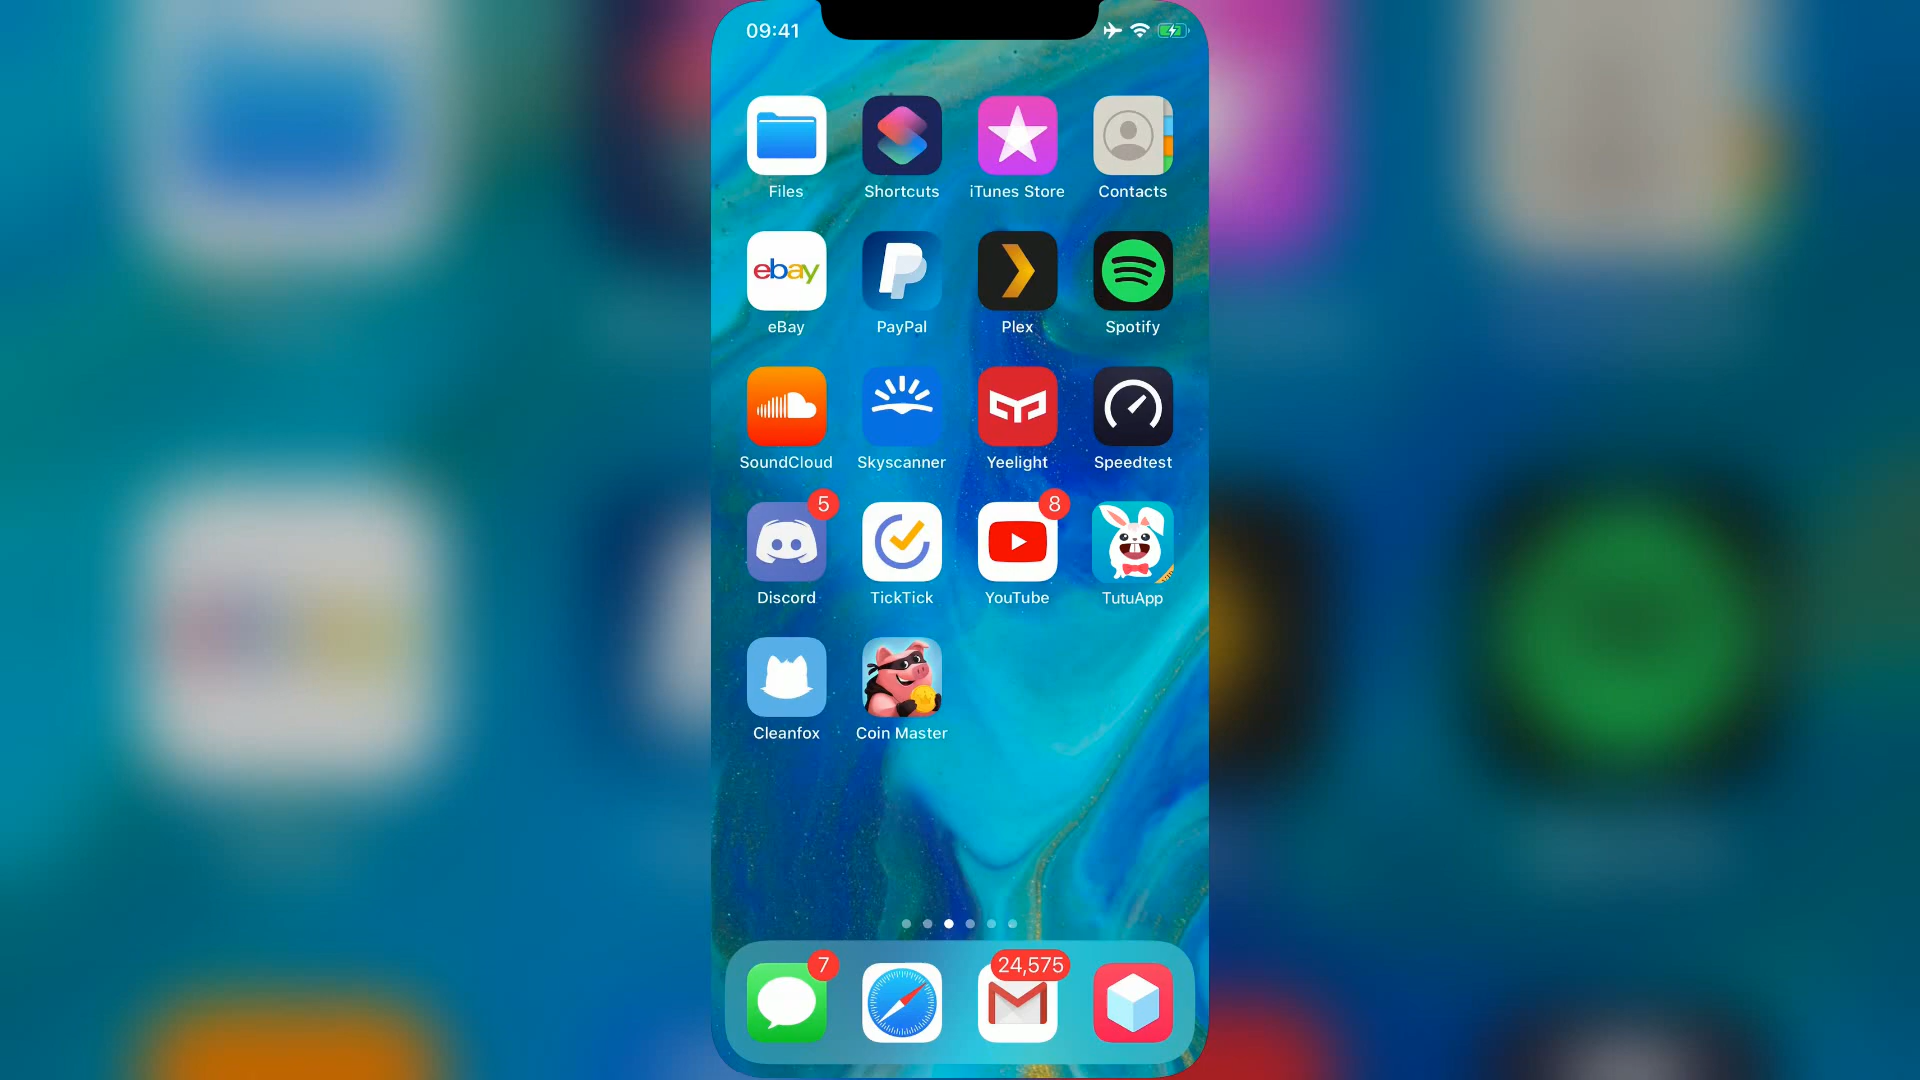 09:41
Files Shortcuts iTunes Store Contacts
ebay
eBay PayPal Plex Spotify
SoundCloud Skyscanner Yeelight Speedtest
5 8
Discord TickTick YouTube TutuApp
Cleanfox Coin Master
7 24,575